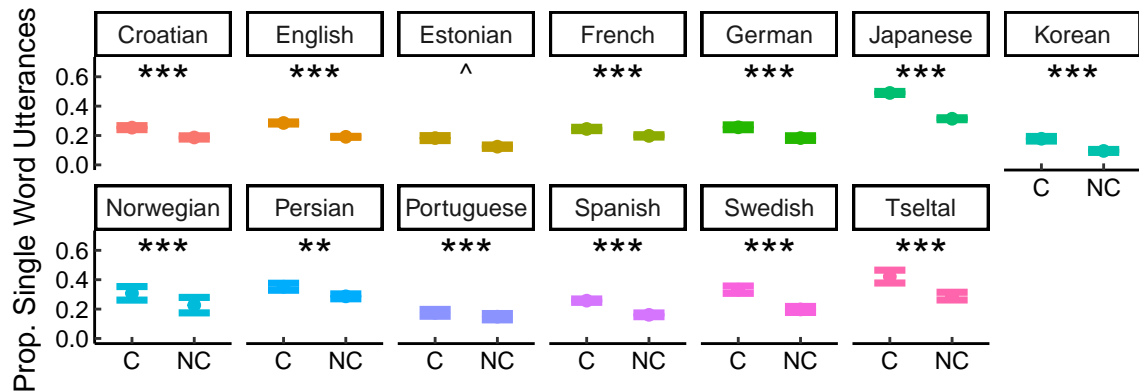 Prop. Single Word Utterances
Croatian English Estonian French German Japanese Korean
*** *** ^ *** *** *** ***
0.6
0.4
0.2
0.0
C NC
Norwegian Persian Portuguese Spanish Swedish Tseltal
*** ** *** *** *** ***
0.6
0.4
0.2
0.0
C NC C NC C NC C NC C NC C NC